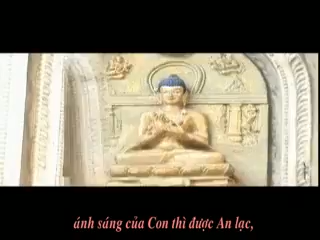 ánh sáng của Con thì được An lạc,